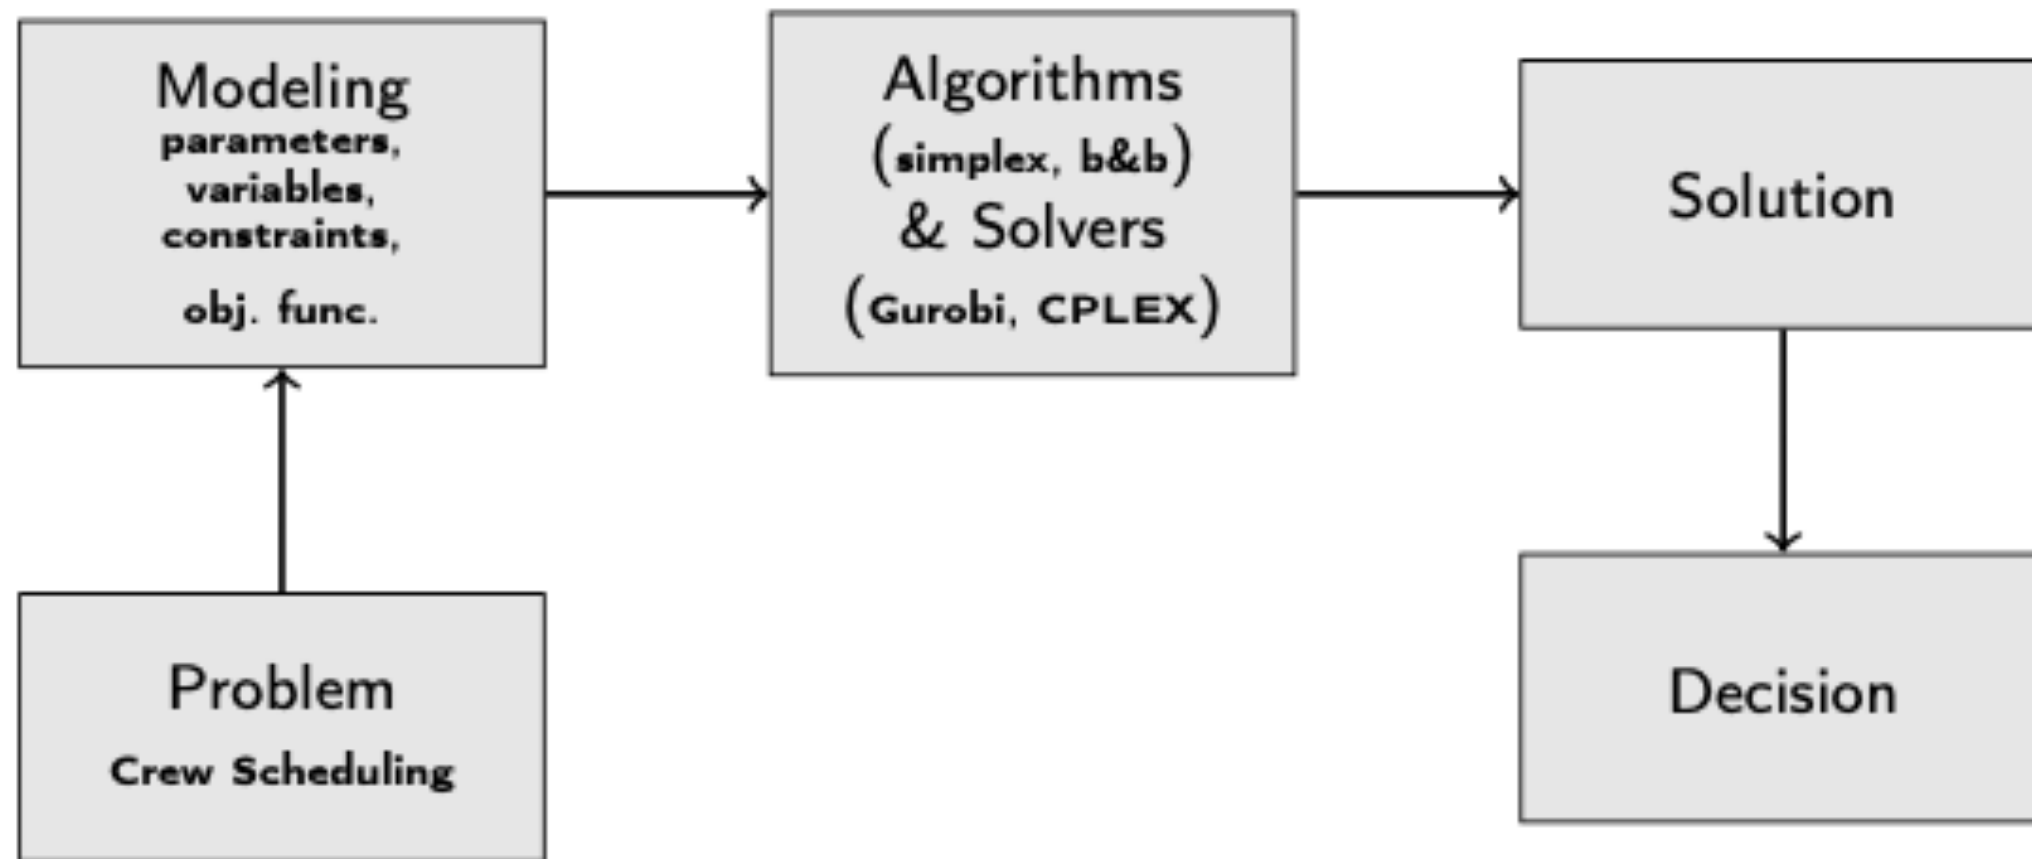 Modeling
parameters,
variables,
constraints,
obj. func.
Algorithms
(simplex, b&b)
& Solvers
(Gurobi, CPLEX)
Solution
Problem
Crew Scheduling
Decision